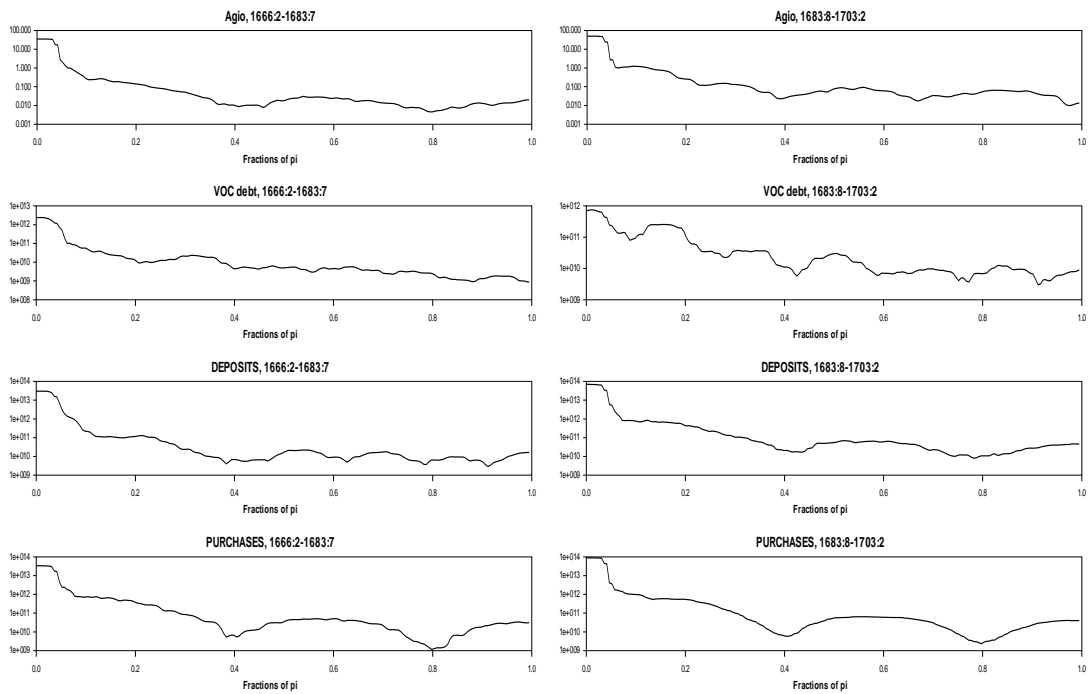 Agio, 1666:2-1683:7
100.000
10.000
1.000
0.100
0.010
0.001
0.0 0.2 0.4 0.6 0.8 1.0
Fractions of pi
Agio, 1683:8-1703:2
100.000
10.000
1.000
0.100
0.010
0.001
0.0 0.2 0.4 0.6 0.8 1.0
Fractions of pi
VOC debt, 1666:2-1683:7
1e+013
1e+012
1e+011
1e+010
1e+009
1e+008
0.0 0.2 0.4 0.6 0.8 1.0
Fractions of pi
VOC debt, 1683:8-1703:2
1e+012
1e+011
1e+010
1e+009
0.0 0.2 0.4 0.6 0.8 1.0
Fractions of pi
DEPOSITS, 1666:2-1683:7
1e+014
1e+013
1e+012
1e+011
1e+010
1e+009
0.0 0.2 0.4 0.6 0.8 1.0
Fractions of pi
DEPOSITS, 1683:8-1703:2
1e+014
1e+013
1e+012
1e+011
1e+010
1e+009
0.0 0.2 0.4 0.6 0.8 1.0
Fractions of pi
PURCHASES, 1666:2-1683:7
1e+014
1e+013
1e+012
1e+011
1e+010
1e+009
0.0 0.2 0.4 0.6 0.8 1.0
Fractions of pi
PURCHASES, 1683:8-1703:2
1e+014
1e+013
1e+012
1e+011
1e+010
1e+009
0.0 0.2 0.4 0.6 0.8 1.0
Fractions of pi